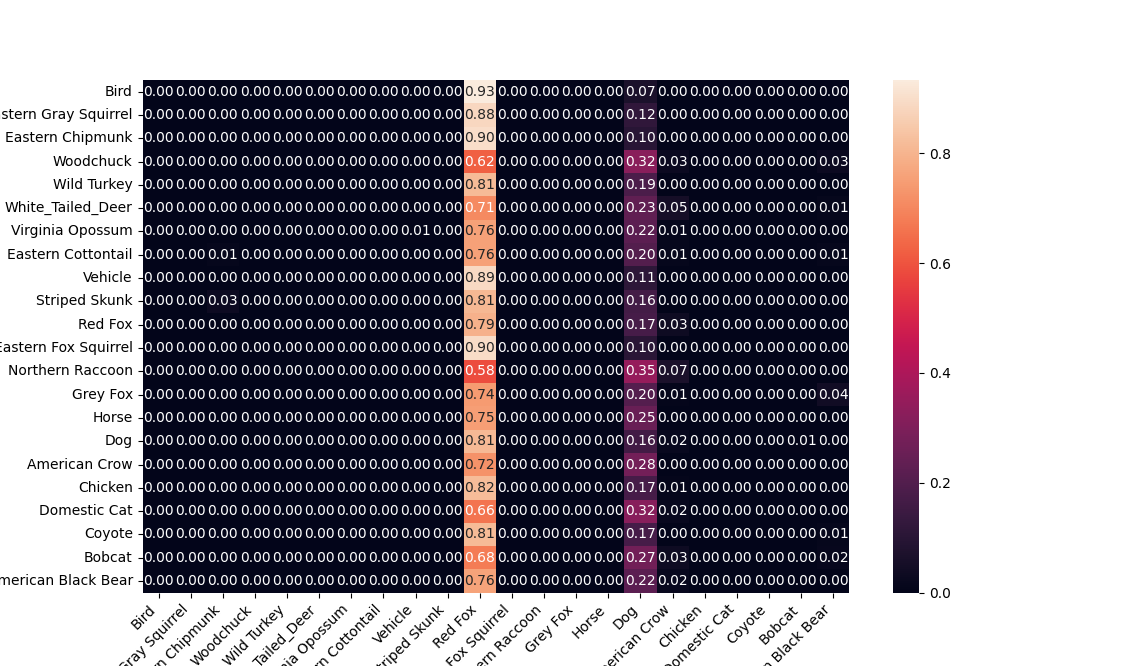 Bird 0.00 0.00 0.00 0.00 0.00 0.00 0.00 0.00 0.00 0.00 0.93 0.00 0.00 0.00 0.00 0.07 0.00 0.00 0.00 0.00 0.00 0.00
stern Gray Squirrel 0.00 0.00 0.00 0.00 0.00 0.00 0.00 0.00 0.00 0.00 0.88 0.00 0.00 0.00 0.00 0.12 0.00 0.00 0.00 0.00 0.00 0.00
Eastern Chipmunk 0.00 0.00 0.00 0.00 0.00 0.00 0.00 0.00 0.00 0.00 0.90 0.00 0.00 0.00 0.00 0.10 0.00 0.00 0.00 0.00 0.00 0.00
0.8
Woodchuck 0.00 0.00 0.00 0.00 0.00 0.00 0.00 0.00 0.00 0.00 0.62 0.00 0.00 0.00 0.00 0.32 0.03 0.00 0.00 0.00 0.00 0.03
Wild Turkey 0.00 0.00 0.00 0.00 0.00 0.00 0.00 0.00 0.00 0.00 0.81 0.00 0.00 0.00 0.00 0.19 0.00 0.00 0.00 0.00 0.00 0.00
White_Tailed_Deer 0.00 0.00 0.00 0.00 0.00 0.00 0.00 0.00 0.00 0.00 0.71 0.00 0.00 0.00 0.00 0.23 0.05 0.00 0.00 0.00 0.00 0.01
Virginia Opossum 0.00 0.00 0.00 0.00 0.00 0.00 0.00 0.00 0.01 0.00 0.76 0.00 0.00 0.00 0.00 0.22 0.01 0.00 0.00 0.00 0.00 0.00
Eastern Cottontail 0.00 0.00 0.01 0.00 0.00 0.00 0.00 0.00 0.00 0.00 0.76 0.00 0.00 0.00 0.00 0.20 0.01 0.00 0.00 0.00 0.00 0.01
0.6
Vehicle 0.00 0.00 0.00 0.00 0.00 0.00 0.00 0.00 0.00 0.00 0.89 0.00 0.00 0.00 0.00 0.11 0.00 0.00 0.00 0.00 0.00 0.00
Striped Skunk 0.00 0.00 0.03 0.00 0.00 0.00 0.00 0.00 0.00 0.00 0.81 0.00 0.00 0.00 0.00 0.16 0.00 0.00 0.00 0.00 0.00 0.00
Red Fox 0.00 0.00 0.00 0.00 0.00 0.00 0.00 0.00 0.00 0.00 0.79 0.00 0.00 0.00 0.00 0.17 0.03 0.00 0.00 0.00 0.00 0.00
Eastern Fox Squirrel 0.00 0.00 0.00 0.00 0.00 0.00 0.00 0.00 0.00 0.00 0.90 0.00 0.00 0.00 0.00 0.10 0.00 0.00 0.00 0.00 0.00 0.00
Northern Raccoon 0.00 0.00 0.00 0.00 0.00 0.00 0.00 0.00 0.00 0.00 0.58 0.00 0.00 0.00 0.00 0.35 0.07 0.00 0.00 0.00 0.00 0.00
0.4
Grey Fox 0.00 0.00 0.00 0.00 0.00 0.00 0.00 0.00 0.00 0.00 0.74 0.00 0.00 0.00 0.00 0.20 0.01 0.00 0.00 0.00 0.00 0.04
Horse 0.00 0.00 0.00 0.00 0.00 0.00 0.00 0.00 0.00 0.00 0.75 0.00 0.00 0.00 0.00 0.25 0.00 0.00 0.00 0.00 0.00 0.00
Dog 0.00 0.00 0.00 0.00 0.00 0.00 0.00 0.00 0.00 0.00 0.81 0.00 0.00 0.00 0.00 0.16 0.02 0.00 0.00 0.00 0.01 0.00
American Crow 0.00 0.00 0.00 0.00 0.00 0.00 0.00 0.00 0.00 0.00 0.72 0.00 0.00 0.00 0.00 0.28 0.00 0.00 0.00 0.00 0.00 0.00
Chicken 0.00 0.00 0.00 0.00 0.00 0.00 0.00 0.00 0.00 0.00 0.82 0.00 0.00 0.00 0.00 0.17 0.01 0.00 0.00 0.00 0.00 0.00
0.2
Domestic Cat 0.00 0.00 0.00 0.00 0.00 0.00 0.00 0.00 0.00 0.00 0.66 0.00 0.00 0.00 0.00 0.32 0.02 0.00 0.00 0.00 0.00 0.00
Coyote 0.00 0.00 0.00 0.00 0.00 0.00 0.00 0.00 0.00 0.00 0.81 0.00 0.00 0.00 0.00 0.17 0.00 0.00 0.00 0.00 0.00 0.01
Bobcat 0.00 0.00 0.00 0.00 0.00 0.00 0.00 0.00 0.00 0.00 0.68 0.00 0.00 0.00 0.00 0.27 0.03 0.00 0.00 0.00 0.00 0.02
merican Black Bear 0.00 0.00 0.00 0.00 0.00 0.00 0.00 0.00 0.00 0.00 0.76 0.00 0.00 0.00 0.00 0.22 0.02 0.00 0.00 0.00 0.00 0.00
0.0
Bird
Gray Squirrel
rn Chipmunk
Woodchuck
Wild Turkey
Tailed_Deer
nia Opossum
rn Cottontail
Vehicle
Striped Skunk
Red Fox
Fox Squirrel
ern Raccoon
Grey Fox
Horse
Dog
merican Crow
Chicken
Domestic Cat
Coyote
Bobcat
n Black Bear